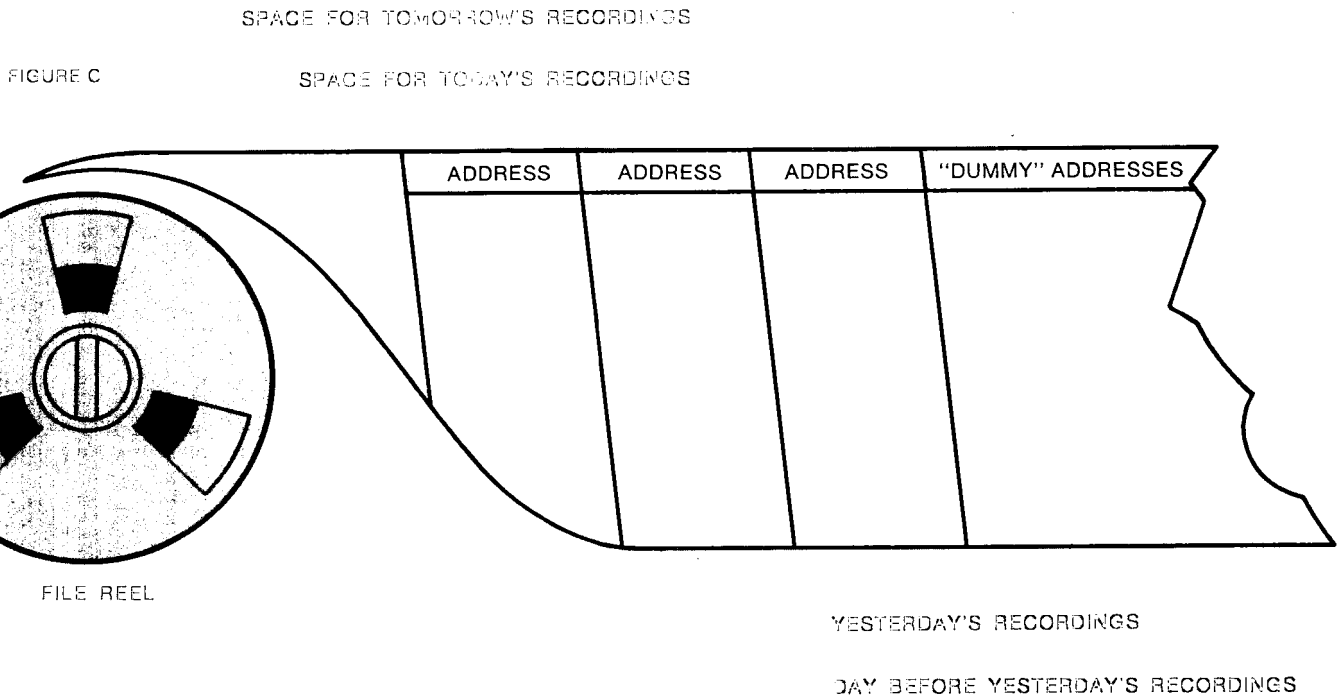 SPACE FOR TOMORROW'S RECORDINGS
FIGURE C
SPACE FOR TODAY'S RECORDINGS
ADDRESS ADDRESS ADDRESS "DUMMY" ADDRESSES
FILE REEL
YESTERDAY'S RECORDINGS
DAY BEFORE YESTERDAY'S RECORDINGS